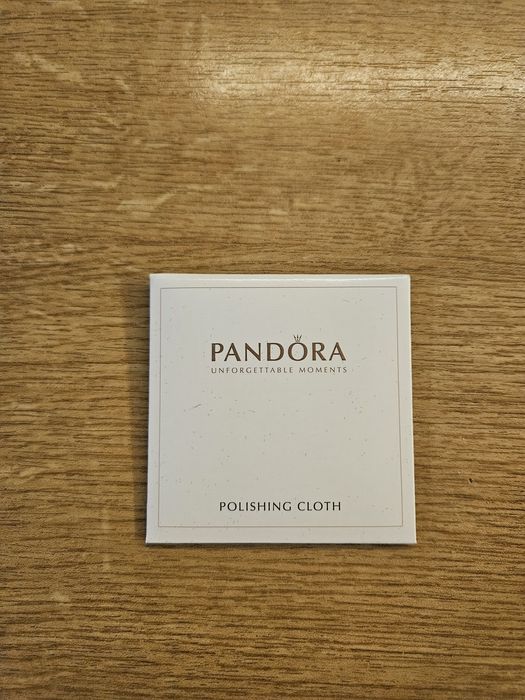 PANDORA
UNFORGETTABLE MOMENTS
POLISHING CLOTH